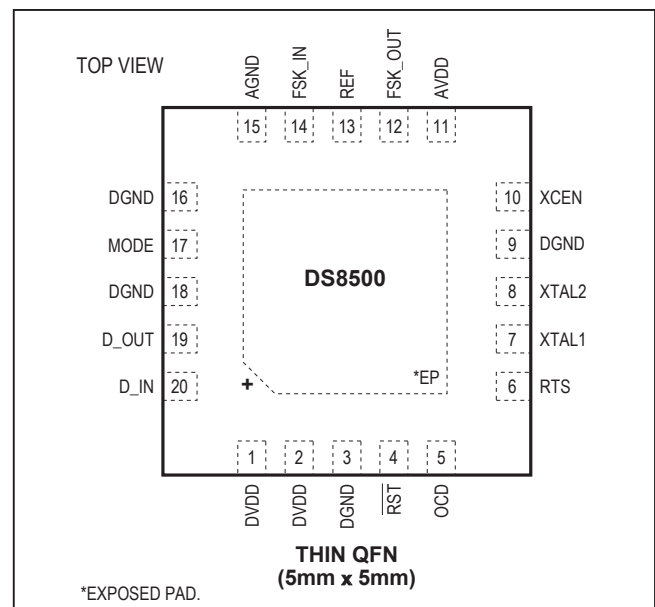 TOP VIEW
AGND
FSK_IN
REF
FSK_OUT
AVDD
15 14 13 12 11
DGND 16
MODE 17
DGND 18
D_OUT 19
D_IN 20
10 XCEN
9 DGND
8 XTAL2
7 XTAL1
6 RTS
DS8500
*EP
+
1 2 3 4 5
DVDD
DVDD
DGND
RST
OCD
THIN QFN
(5mm x 5mm)
*EXPOSED PAD.